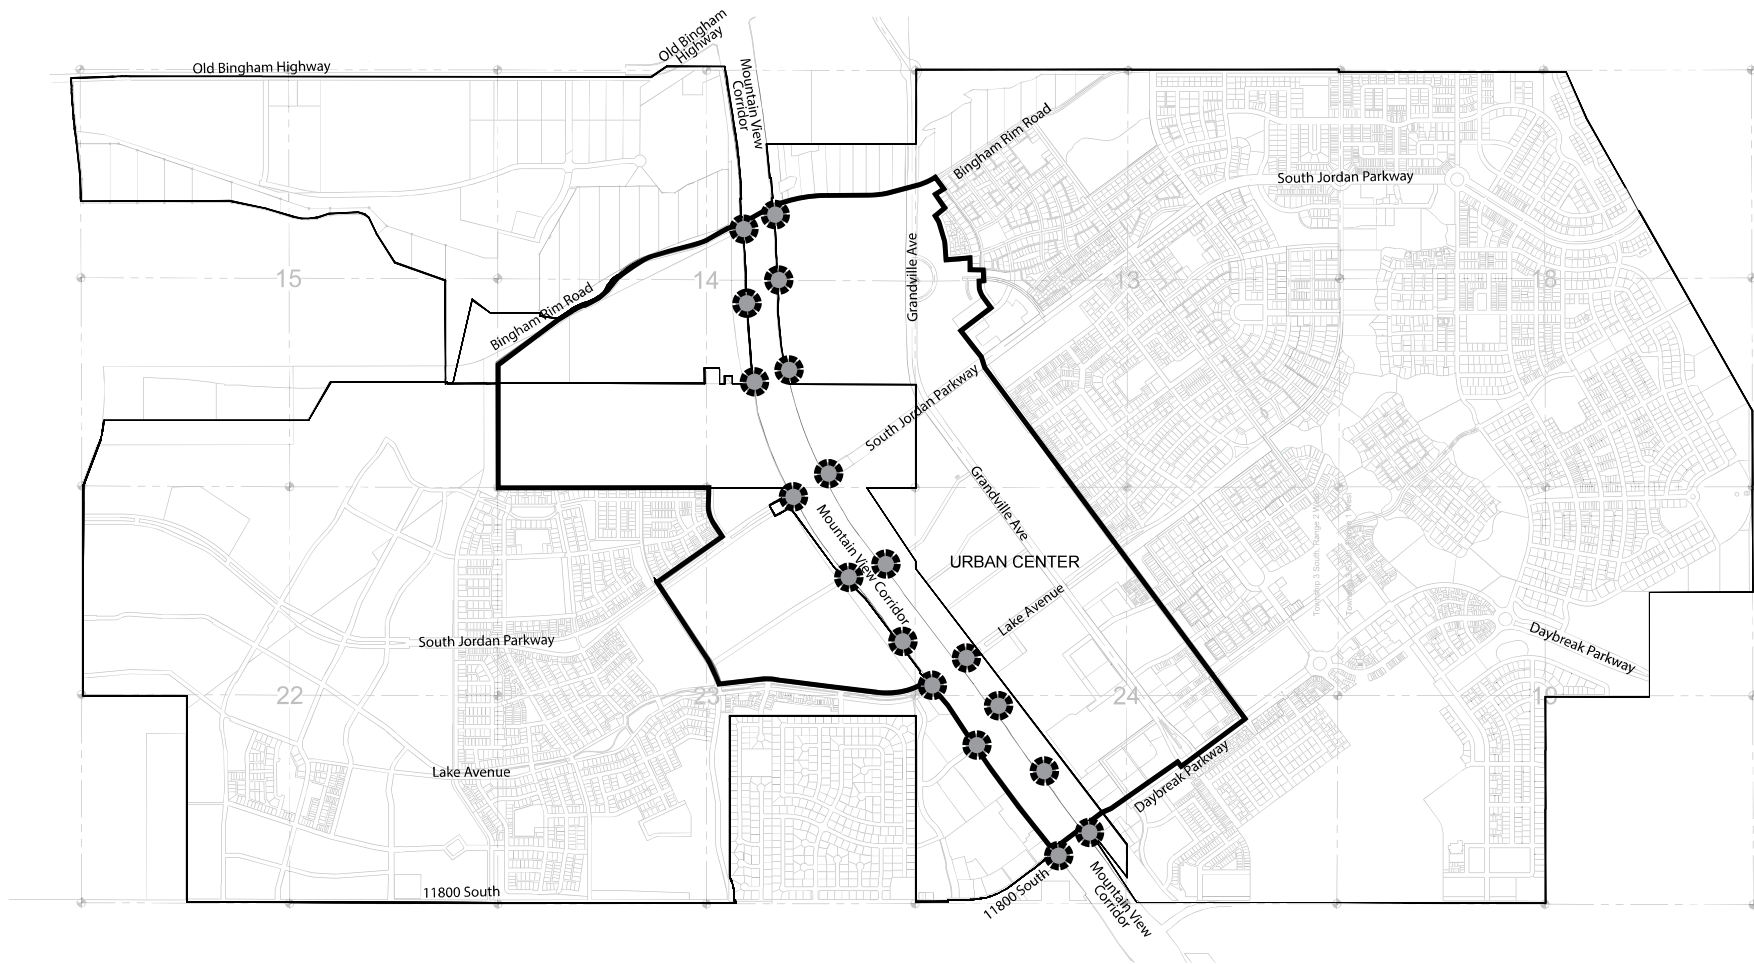 Old Bingham
Highway
Old Bingham Highway
Mountain View
Corridor
Bingham Rim Road
South Jordan Parkway
Grandville Ave
15
14
13
18
Bingham Rim Road
South Jordan Parkway
Grandville Ave
Mountain View Corridor
URBAN CENTER
Lake Avenue
South Jordan Parkway
Daybreak Parkway
22
23
24
19
Lake Avenue
Daybreak Parkway
11800 South
11800 South
Mountain View
Corridor